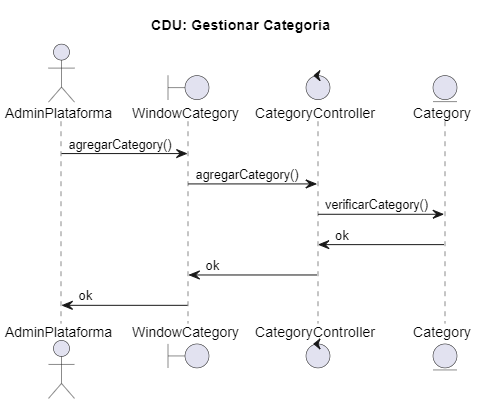 CDU: Gestionar Categoria
AdminPlataforma WindowCategory CategoryController Category
agregarCategory()
agregarCategory()
verificarCategory()
ok
ok
ok
AdminPlataforma WindowCategory CategoryController Category